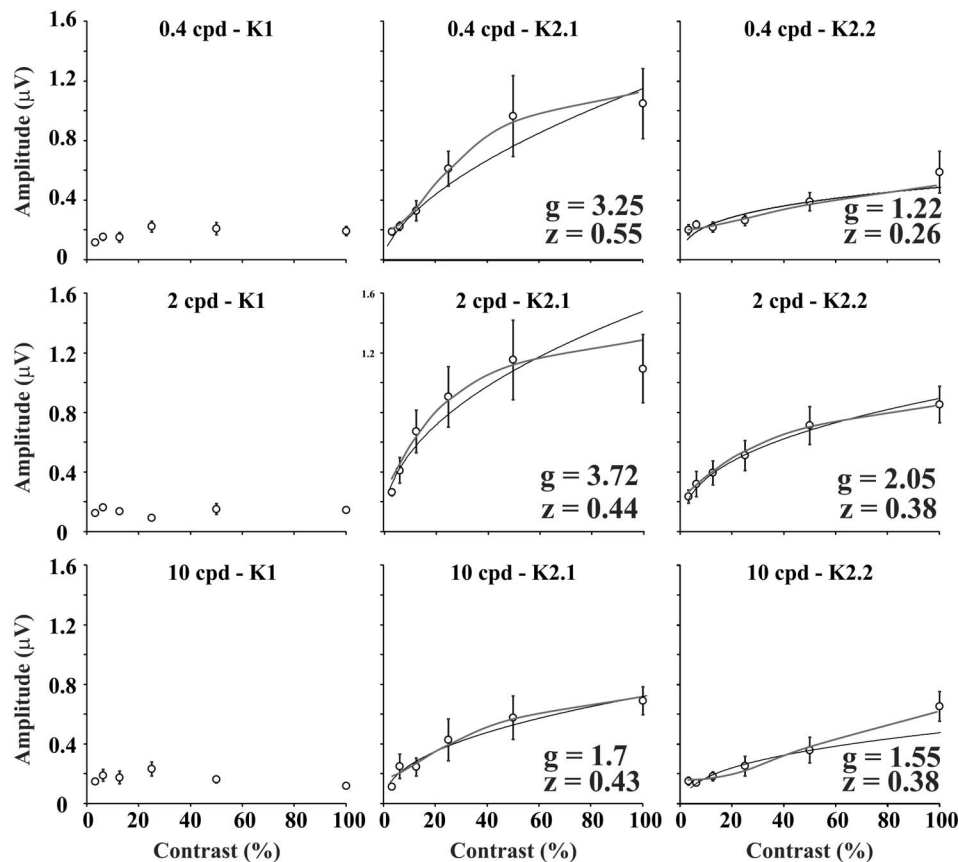 0.4 cpd - K1
0.4 cpd - K2.1
0.4 cpd - K2.2
Amplitude (μV)
1.6
1.2
0.8
0.4
0
g = 3.25
z = 0.55
g = 1.22
z = 0.26
2 cpd - K1
2 cpd - K2.1
2 cpd - K2.2
Amplitude (μV)
1.6
1.2
0.8
0.4
0
1.6
1.2
g = 3.72
z = 0.44
g = 2.05
z = 0.38
10 cpd - K1
10 cpd - K2.1
10 cpd - K2.2
Amplitude (μV)
1.6
1.2
0.8
0.4
0
g = 1.7
z = 0.43
g = 1.55
z = 0.38
0 20 40 60 80 100
0 20 40 60 80 100
0 20 40 60 80 100
Contrast (%)
Contrast (%)
Contrast (%)